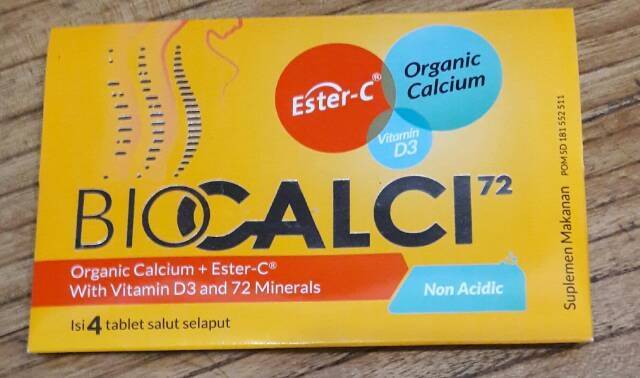 Ester-C®
Organic
Calcium
Vitamin
D3
BIOCALCI72
Organic Calcium + Ester-C®
With Vitamin D3 and 72 Minerals
Non Acidic
Isi 4 tablet salut selaput
Suplemen Makanan POM SD 181 552 511